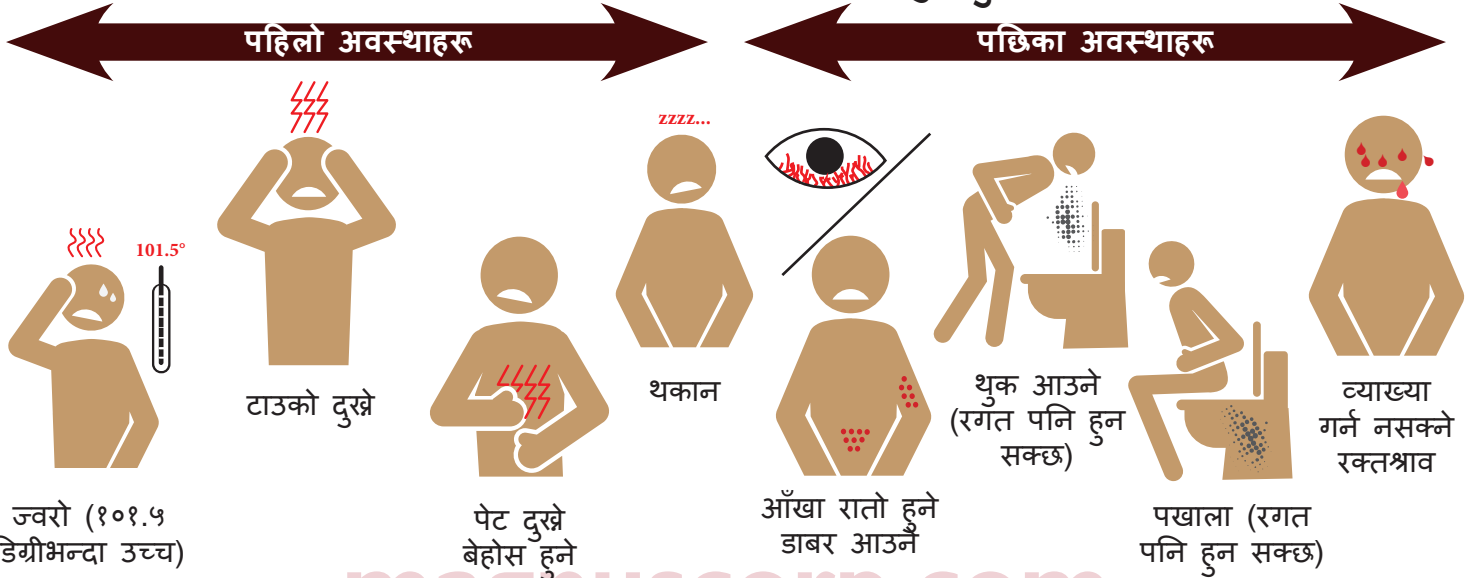 पहिलो अवस्थाहरू
पछिका अवस्थाहरू
101.5°
ज्वरो (१०१.५
डिग्रीभन्दा उच्च)
टाउको दुख्ने
पेट दुख्ने
बेहोस हुने
zzzz...
थकान
आँखा रातो हुने
डाबर आउने
थुक आउने
(रगत पनि हुन
सक्छ)
पखाला (रगत
पनि हुन सक्छ)
व्याख्या
गर्न नसक्ने
रक्तश्राव